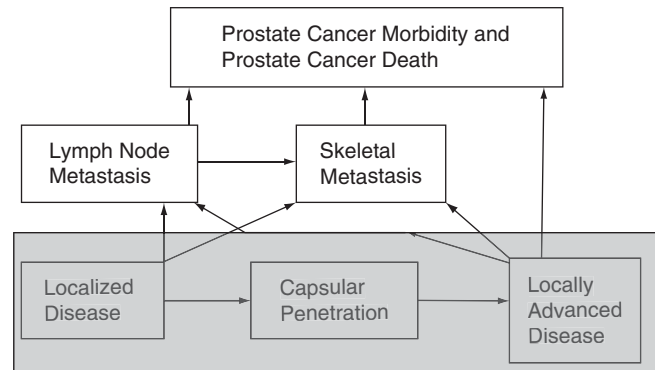 Prostate Cancer Morbidity and
Prostate Cancer Death
Lymph Node
Metastasis
Skeletal
Metastasis
Localized
Disease
Capsular
Penetration
Locally
Advanced
Disease